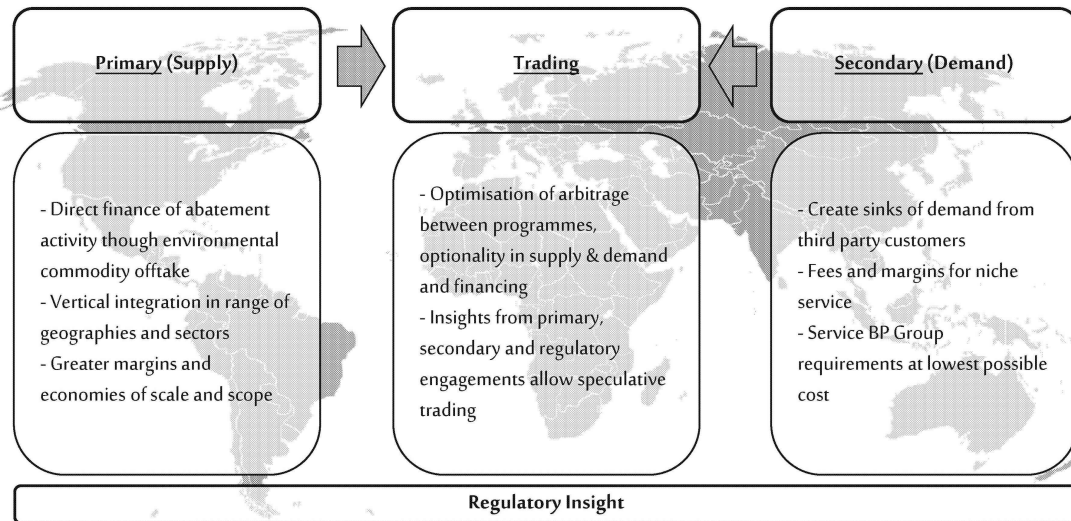 Primary (Supply)
Trading
Secondary (Demand)
- Direct finance of abatement
activity though environmental
commodity offtake
- Vertical integration in range of
geographies and sectors
- Greater margins and
economies of scale and scope
- Optimisation of arbitrage
between programmes,
optionality in supply & demand
and financing
- Insights from primary,
secondary and regulatory
engagements allow speculative
trading
- Create sinks of demand from
third party customers
- Fees and margins for niche
service
- Service BP Group
requirements at lowest possible
cost
Regulatory Insight